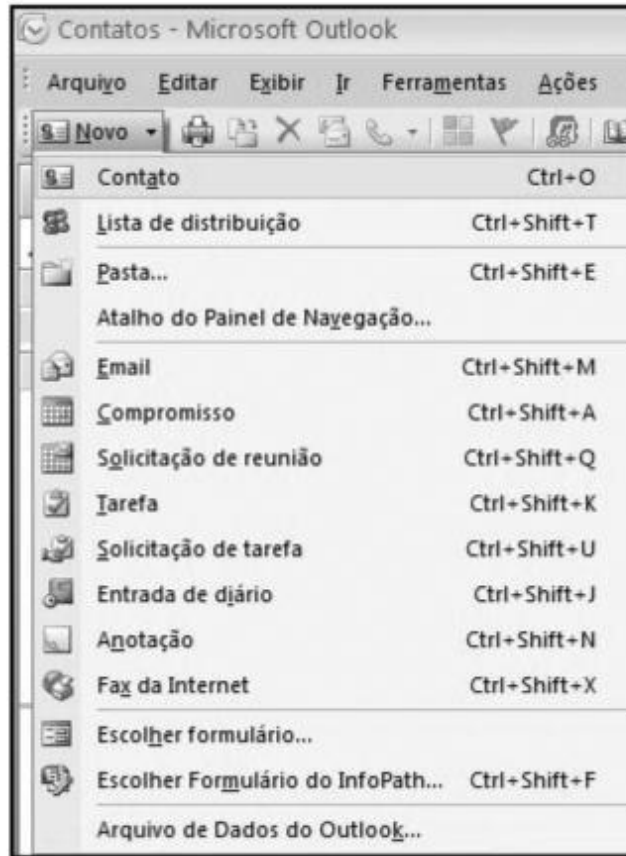 Contatos - Microsoft Outlook
Arquivo Editar Exibir Ir Ferramentas Ações
Novo
Contato Ctrl+O
Lista de distribuição Ctrl+Shift+T
Pasta... Ctrl+Shift+E
Atalho do Painel de Navegação...
Email Ctrl+Shift+M
Compromisso Ctrl+Shift+A
Solicitação de reunião Ctrl+Shift+Q
Tarefa Ctrl+Shift+K
Solicitação de tarefa Ctrl+Shift+U
Entrada de diário Ctrl+Shift+J
Anotação Ctrl+Shift+N
Fax da Internet Ctrl+Shift+X
Escolher formulário...
Escolher Formulário do InfoPath... Ctrl+Shift+F
Arquivo de Dados do Outlook...